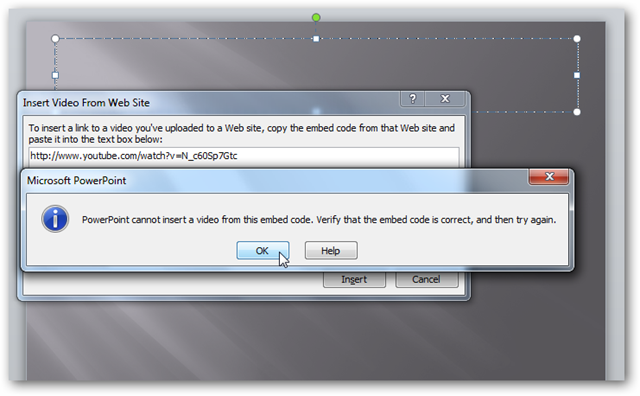 Insert Video From Web Site
To insert a link to a video you've uploaded to a Web site, copy the embed code from that Web site and
paste it into the text box below:
http://www.youtube.com/watch?v=N_c60Sp7Gtc
Microsoft PowerPoint
PowerPoint cannot insert a video from this embed code. Verify that the embed code is correct, and then try again.
OK Help
Insert Cancel